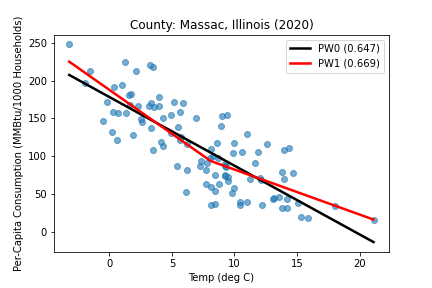 County: Massac, Illinois (2020)
PW0 (0.647)
PW1 (0.669)
Per-Capita Consumption (MMBtu/1000 Households)
250
200
150
100
50
0
0 5 10 15 20
Temp (deg C)